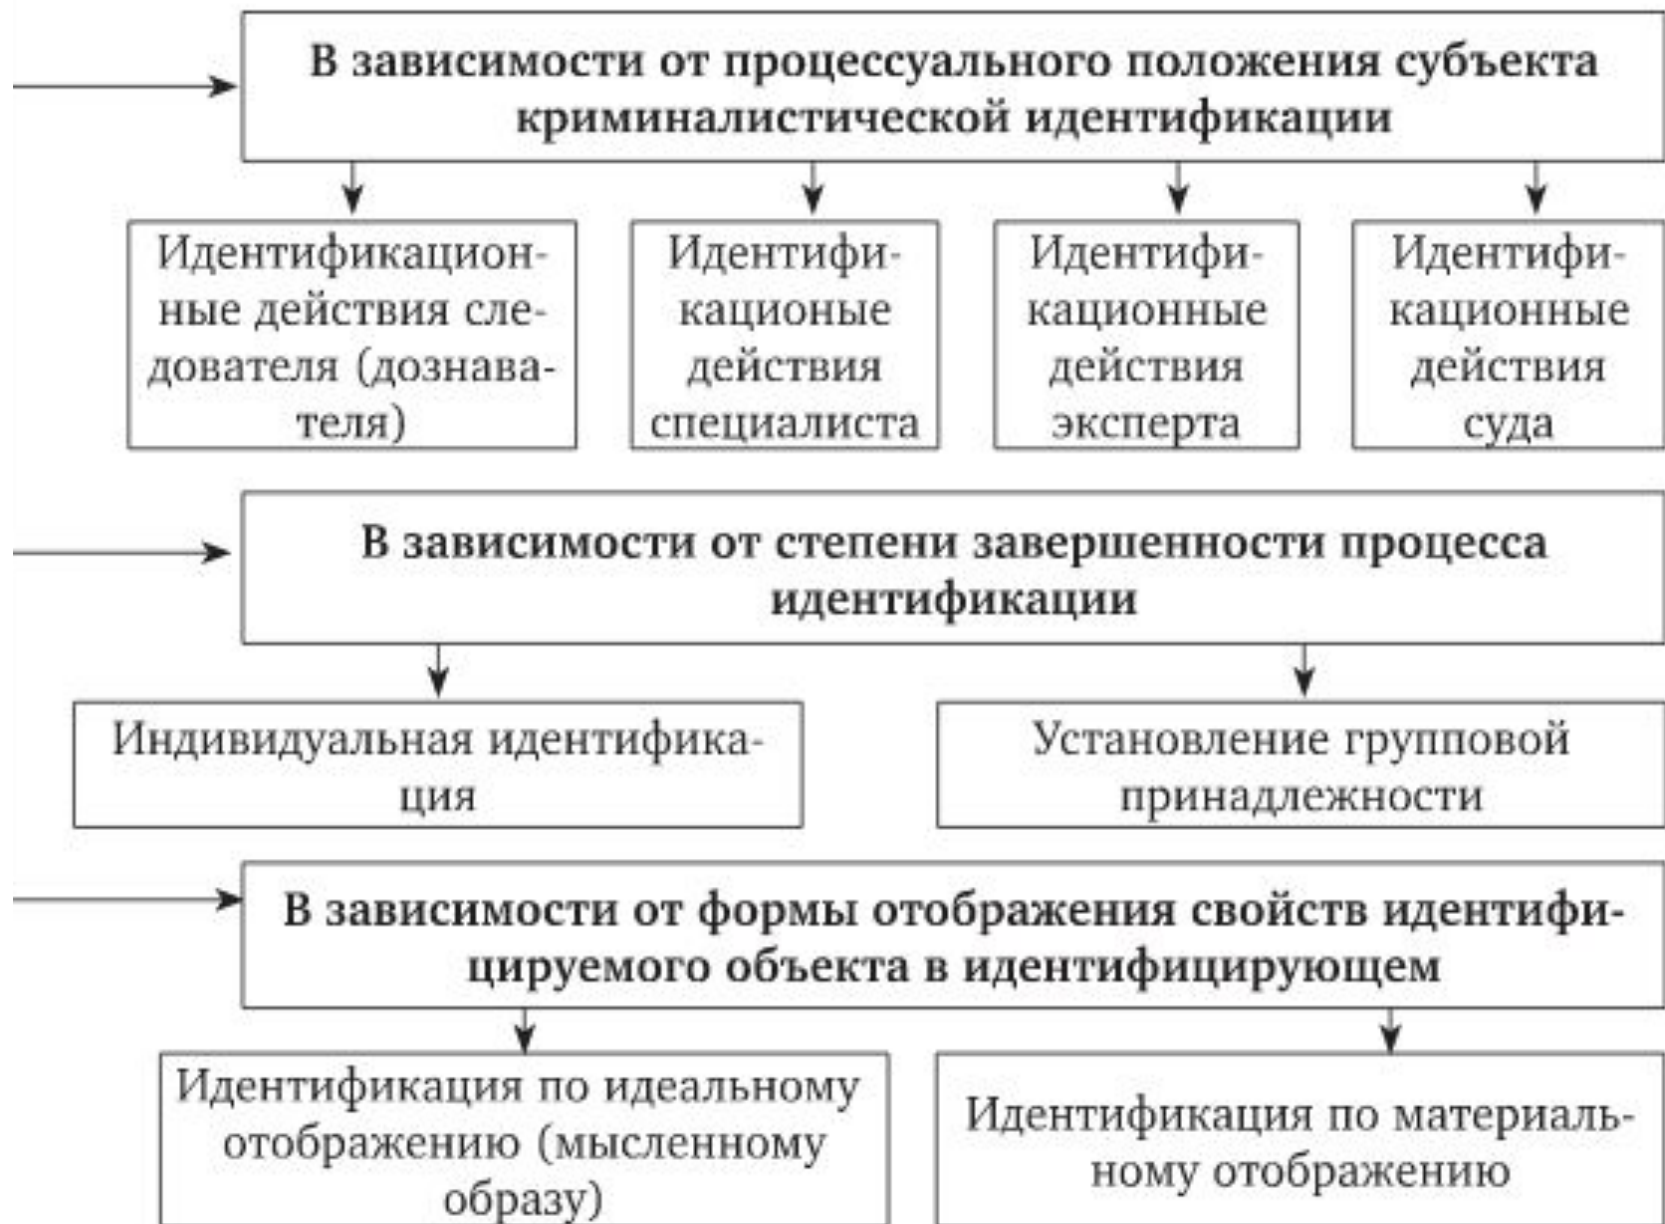 В зависимости от процессуального положения субъекта
криминалистической идентификации
Идентификацион-
ные действия сле-
дователя (дознава-
теля)
Идентифи-
кационые
действия
специалиста
Идентифи-
кационные
действия
эксперта
Идентифи-
кационные
действия
суда
В зависимости от степени завершенности процесса
идентификации
Индивидуальная идентифика-
ция
Установление групповой
принадлежности
В зависимости от формы отображения свойств идентифи-
цируемого объекта в идентифицирующем
Идентификация по идеальному
отображению (мысленному
образу)
Идентификация по материаль-
ному отображению